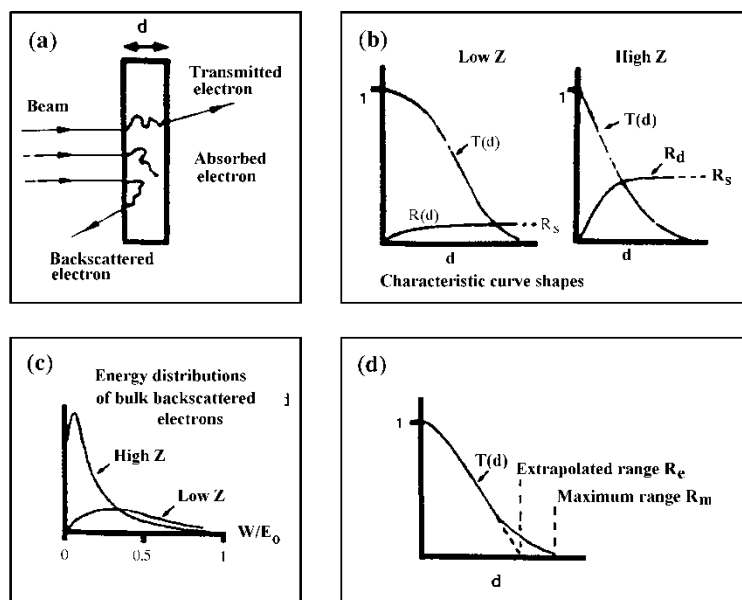 (a)
d
Transmitted
electron
Beam
Absorbed
electron
Backscattered
electron
(b)
Low Z
High Z
1
T(d)
R(d)
Rs
d
1
T(d)
Rd
Rs
d
Characteristic curve shapes
(c)
Energy distributions
of bulk backscattered
electrons
High Z
Low Z
W/Eo
0
0.5
1
(d)
1
T(d)
Extrapolated range Re
Maximum range Rm
d